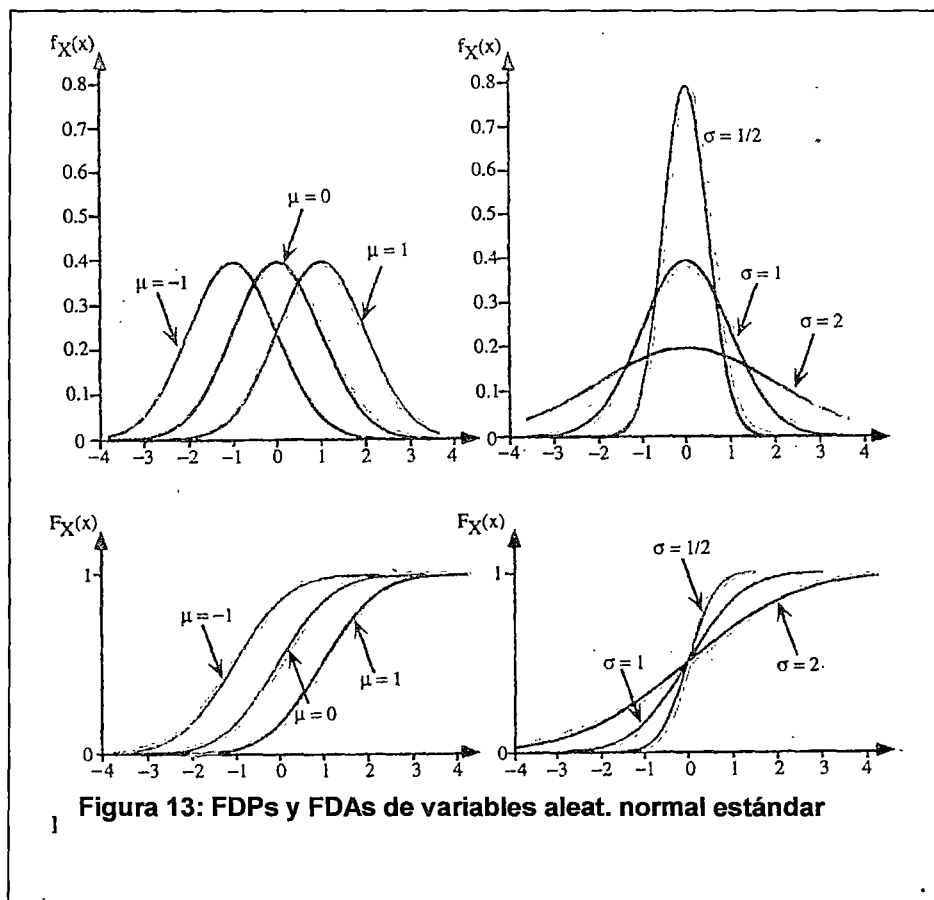 f_X(x)
0.8
0.7
0.6
0.5
0.4
0.3
0.2
0.1
0
μ = 0
μ = 1
μ = −1
−4 −3 −2 −1 0 1 2 3 4
f_X(x)
0.8
0.7
0.6
0.5
0.4
0.3
0.2
0.1
0
σ = 1/2
σ = 1
σ = 2
−4 −3 −2 −1 0 1 2 3 4
F_X(x)
1
0
μ = −1
μ = 1
μ = 0
−4 −3 −2 −1 0 1 2 3 4
F_X(x)
1
0
σ = 1/2
σ = 1
σ = 2
−4 −3 −2 −1 0 1 2 3 4
Figura 13: FDPs y FDAs de variables aleat. normal estándar